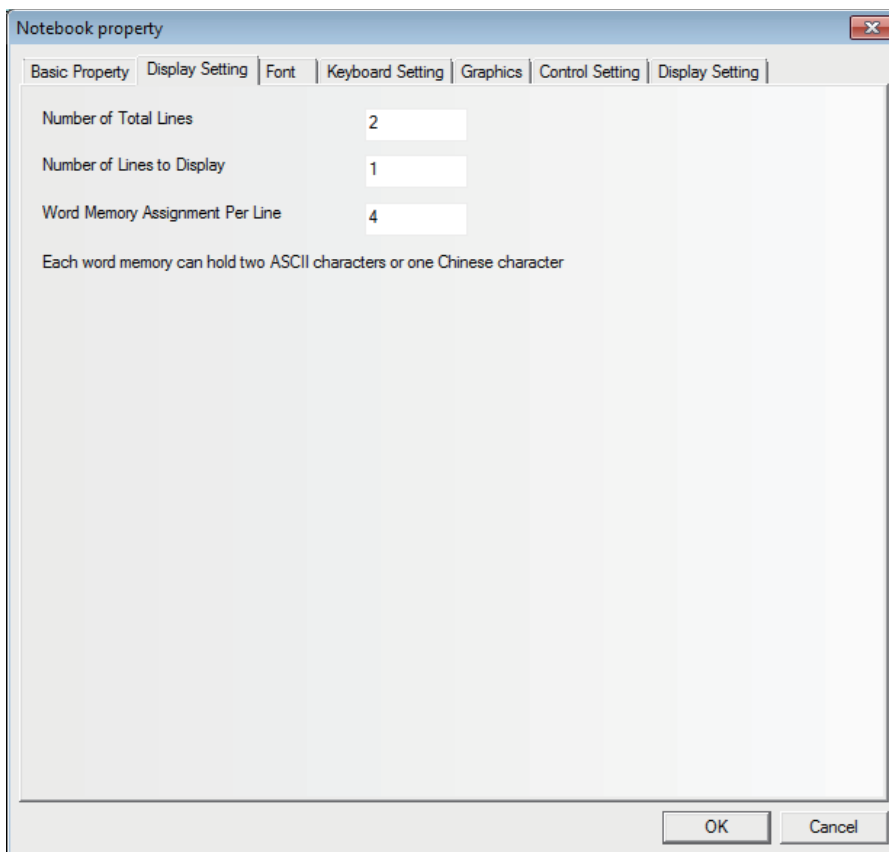 Notebook property
Basic Property Display Setting Font Keyboard Setting Graphics Control Setting Display Setting
Number of Total Lines 2
Number of Lines to Display 1
Word Memory Assignment Per Line 4
Each word memory can hold two ASCII characters or one Chinese character
OK Cancel